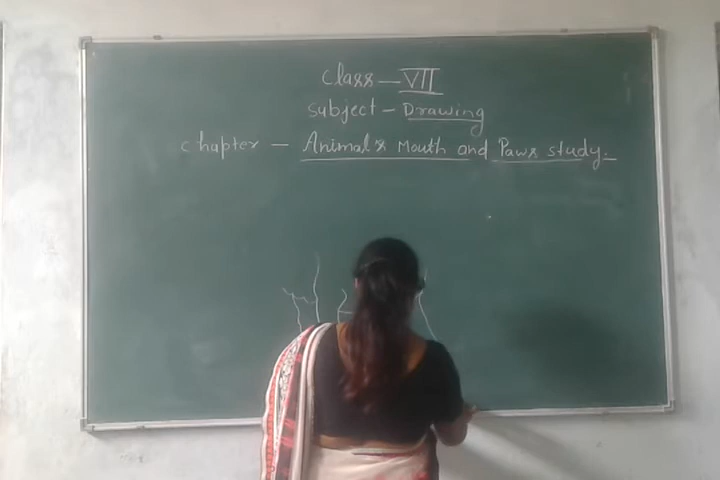 Class - VII
Subject - Drawing
Chapter - Animal's Mouth and Paws study.